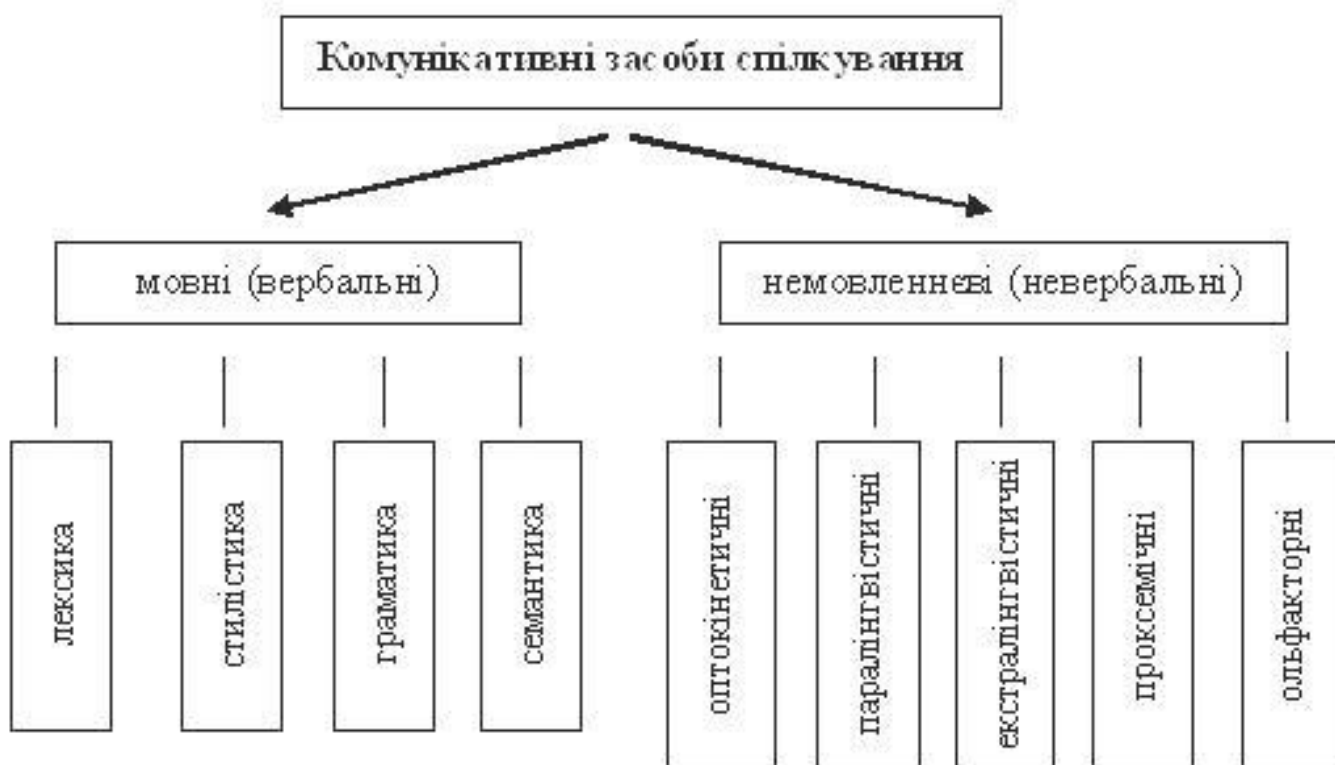 Комунікативні засоби спілкування
мовні (вербальні)
немовленнєві (невербальні)
лексика
стилістика
граматика
семантика
оптокінетичні
паралінгвістичні
екстралінгвістичні
проксемічні
ольфакторні